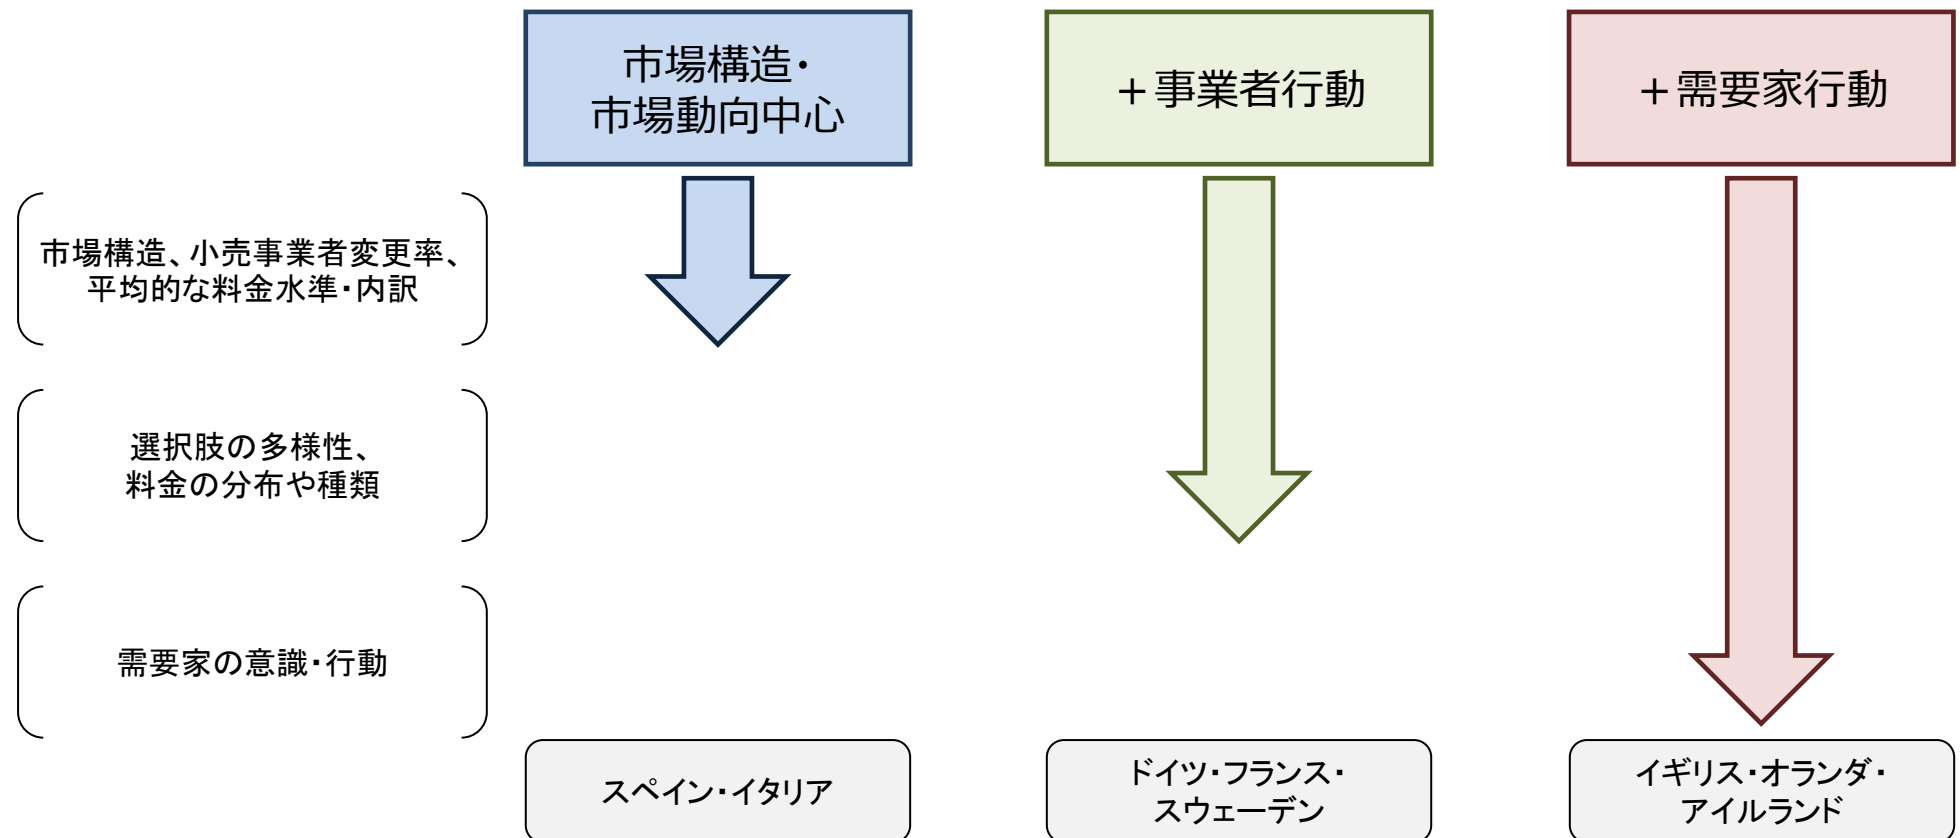 市場構造・
市場動向中心
＋事業者行動
＋需要家行動
市場構造、小売事業者変更率、
平均的な料金水準・内訳
選択肢の多様性、
料金の分布や種類
需要家の意識・行動
スペイン・イタリア
ドイツ・フランス・
スウェーデン
イギリス・オランダ・
アイルランド